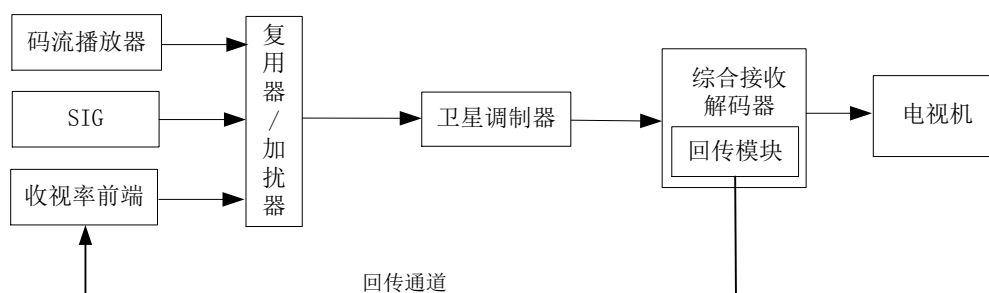 码流播放器
SIG
收视率前端
复用器/加扰器
卫星调制器
综合接收
解码器
回传模块
电视机
回传通道